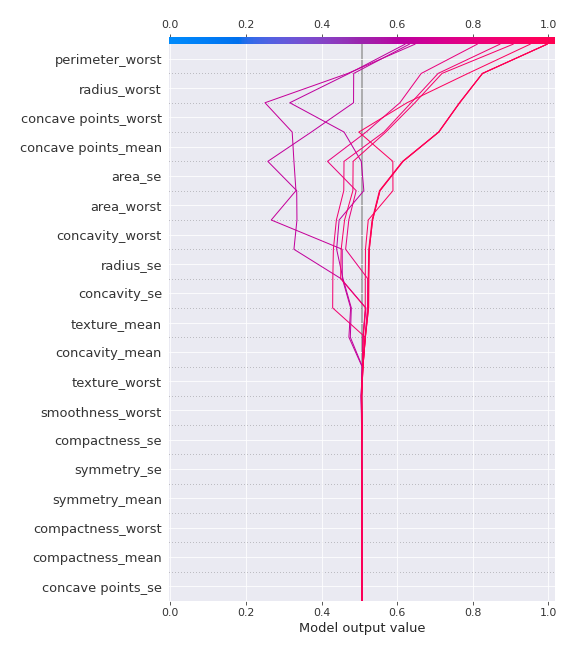 0.0 0.2 0.4 0.6 0.8 1.0
perimeter_worst
radius_worst
concave points_worst
concave points_mean
area_se
area_worst
concavity_worst
radius_se
concavity_se
texture_mean
concavity_mean
texture_worst
smoothness_worst
compactness_se
symmetry_se
symmetry_mean
compactness_worst
compactness_mean
concave points_se
0.0 0.2 0.4 0.6 0.8 1.0
Model output value